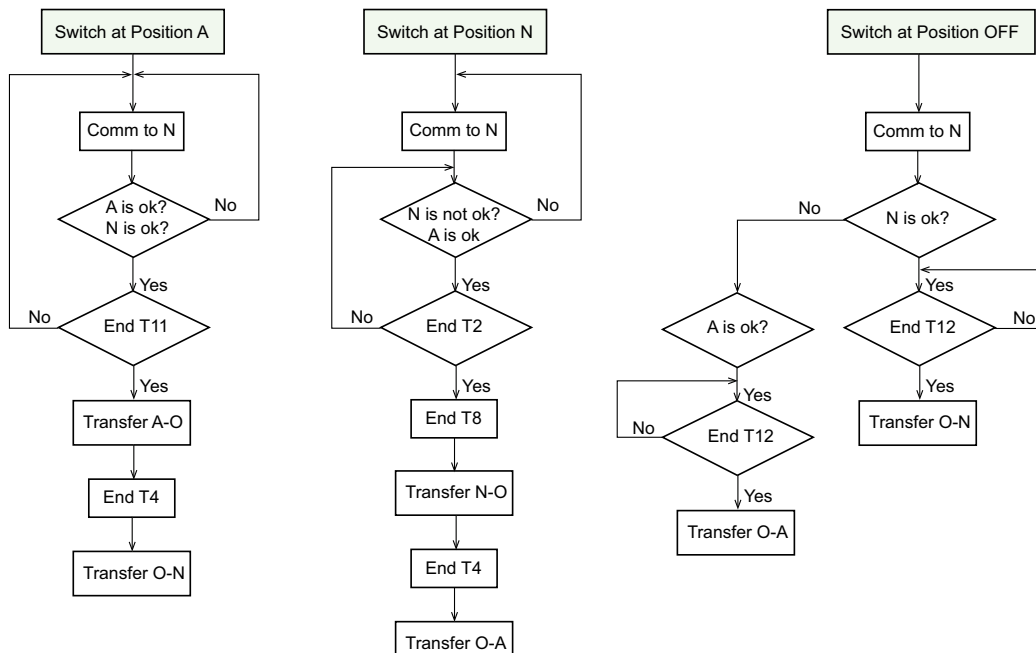 Switch at Position A
Comm to N
A is ok?
N is ok?
No
Yes
End T11
No
Yes
Transfer A-O
End T4
Transfer O-N
Switch at Position N
Comm to N
N is not ok?
A is ok
No
Yes
End T2
No
Yes
End T8
Transfer N-O
End T4
Transfer O-A
Switch at Position OFF
Comm to N
N is ok?
No
Yes
A is ok?
Yes
End T12
No
Yes
Transfer O-A
End T12
No
Yes
Transfer O-N